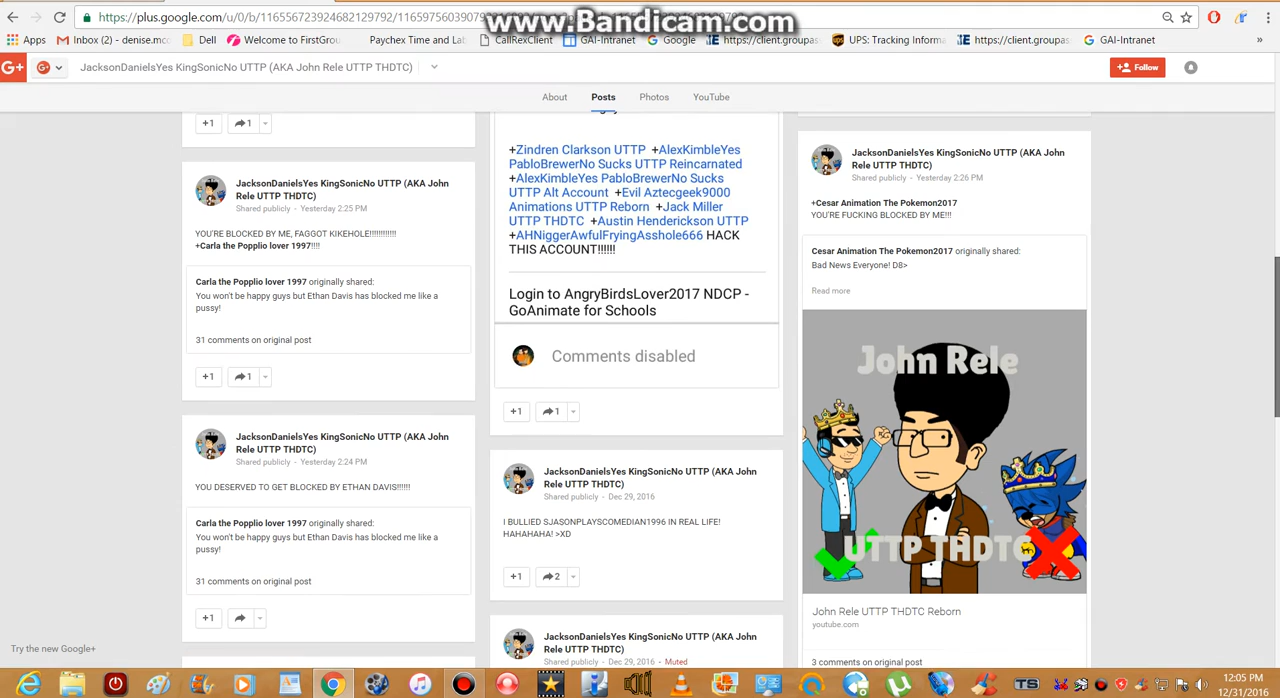 www.Bandicam.com
https://plus.google.com/u/0/b/116556723924682129792/
Apps
Inbox (2) - denise.mc
Dell
Welcome to FirstGrou
Paychex Time and Lab
CallRexClient
GAI-Intranet
Google
https://client.groupas
UPS: Tracking Informa
https://client.groupas
GAI-Intranet
»
G+
JacksonDanielsYes KingSonicNo UTTP (AKA John Rele UTTP THDTC)
Follow
About
Posts
Photos
YouTube
+1
1
JacksonDanielsYes KingSonicNo UTTP (AKA John
Rele UTTP THDTC)
Shared publicly - Yesterday 2:25 PM
YOU'RE BLOCKED BY ME, FAGGOT KIKEHOLE!!!!!!!!!!!!
+Carla the Popplio lover 1997!!!!
Carla the Popplio lover 1997 originally shared:
You won't be happy guys but Ethan Davis has blocked me like a
pussy!
31 comments on original post
+1
1
JacksonDanielsYes KingSonicNo UTTP (AKA John
Rele UTTP THDTC)
Shared publicly - Yesterday 2:24 PM
YOU DESERVED TO GET BLOCKED BY ETHAN DAVIS!!!!!!
Carla the Popplio lover 1997 originally shared:
You won't be happy guys but Ethan Davis has blocked me like a
pussy!
31 comments on original post
+1
+Zindren Clarkson UTTP +AlexKimbleYes
PabloBrewerNo Sucks UTTP Reincarnated
+AlexKimbleYes PabloBrewerNo Sucks
UTTP Alt Account +Evil Aztecgeek9000
Animations UTTP Reborn +Jack Miller
UTTP THDTC +Austin Henderickson UTTP
+AHNiggerAwfulFryingAsshole666 HACK
THIS ACCOUNT!!!!!!
Login to AngryBirdsLover2017 NDCP -
GoAnimate for Schools
Comments disabled
+1
1
JacksonDanielsYes KingSonicNo UTTP (AKA John
Rele UTTP THDTC)
Shared publicly - Dec 29, 2016
I BULLIED SJASONPLAYSCOMEDIAN1996 IN REAL LIFE!
HAHAHAHA! >XD
+1
2
JacksonDanielsYes KingSonicNo UTTP (AKA John
Rele UTTP THDTC)
Shared publicly - Dec 29, 2016 - Muted
JacksonDanielsYes KingSonicNo UTTP (AKA John
Rele UTTP THDTC)
Shared publicly - Yesterday 2:26 PM
+Cesar Animation The Pokemon2017
YOU'RE FUCKING BLOCKED BY ME!!!
Cesar Animation The Pokemon2017 originally shared:
Bad News Everyone! D8>
Read more
John Rele
UTTP THDTC
John Rele UTTP THDTC Reborn
youtube.com
3 comments on original post
Try the new Google+
TS
12:05 PM
12/31/2016